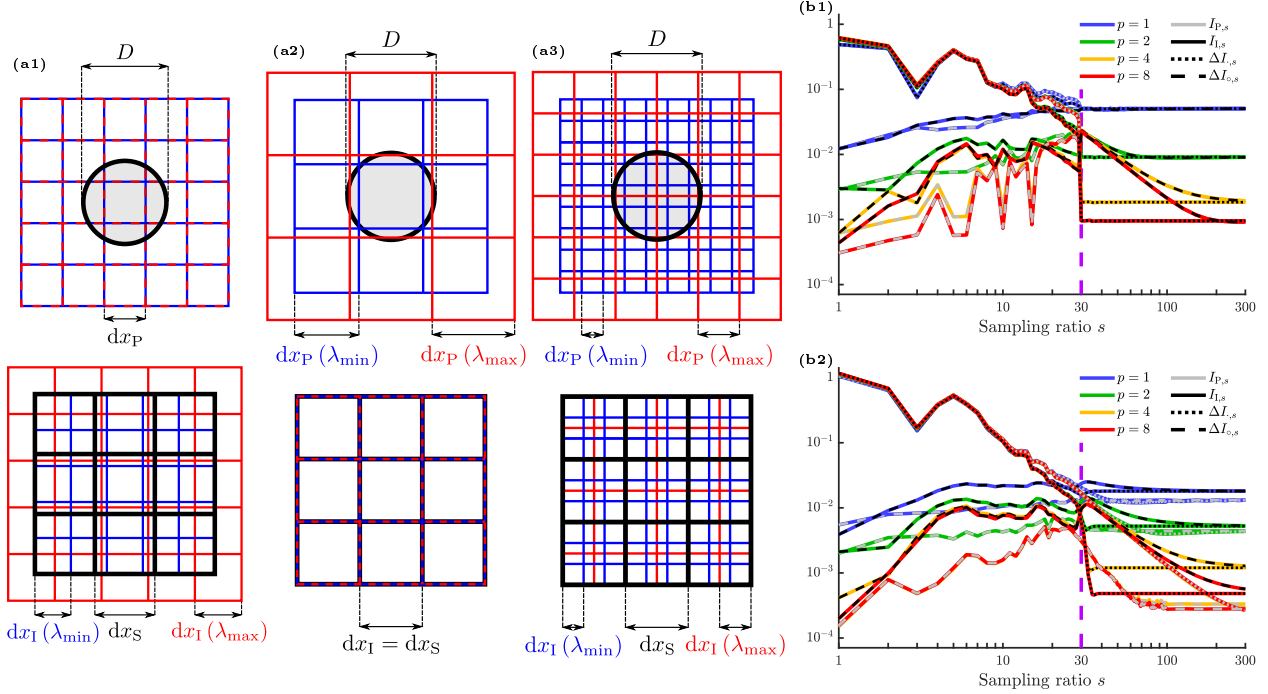 (a1)
D
dx_P
dx_I (λ_min)
dx_S
dx_I (λ_max)
(a2)
D
dx_P (λ_min)
dx_P (λ_max)
dx_I = dx_S
(a3)
D
dx_P (λ_min)
dx_P (λ_max)
dx_I (λ_min)
dx_S
dx_I (λ_max)
(b1)
1
10⁻¹
10⁻²
10⁻³
10⁻⁴
p = 1
p = 2
p = 4
p = 8
I_P,s
I_I,s
ΔI_·,s
ΔI_∘,s
1
10
30
100
300
Sampling ratio s
(b2)
1
10⁻¹
10⁻²
10⁻³
10⁻⁴
p = 1
p = 2
p = 4
p = 8
I_P,s
I_I,s
ΔI_·,s
ΔI_∘,s
1
10
30
100
300
Sampling ratio s